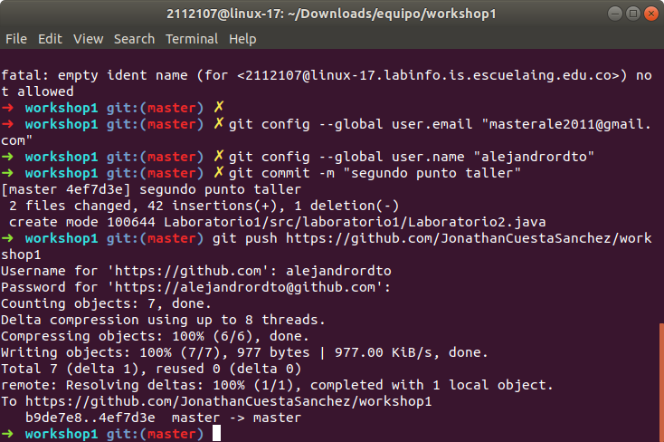 2112107@linux-17: ~/Downloads/equipo/workshop1
File Edit View Search Terminal Help
fatal: empty ident name (for <2112107@linux-17.labinfo.is.escuelaing.edu.co>) no
t allowed
➜ workshop1 git:(master) ✗
➜ workshop1 git:(master) ✗ git config --global user.email "masterale2011@gmail.
com"
➜ workshop1 git:(master) ✗ git config --global user.name "alejandrordto"
➜ workshop1 git:(master) ✗ git commit -m "segundo punto taller"
[master 4ef7d3e] segundo punto taller
 2 files changed, 42 insertions(+), 1 deletion(-)
 create mode 100644 Laboratorio1/src/laboratorio1/Laboratorio2.java
➜ workshop1 git:(master) git push https://github.com/JonathanCuestaSanchez/work
shop1
Username for 'https://github.com': alejandrordto
Password for 'https://alejandrordto@github.com':
Counting objects: 7, done.
Delta compression using up to 8 threads.
Compressing objects: 100% (6/6), done.
Writing objects: 100% (7/7), 977 bytes | 977.00 KiB/s, done.
Total 7 (delta 1), reused 0 (delta 0)
remote: Resolving deltas: 100% (1/1), completed with 1 local object.
To https://github.com/JonathanCuestaSanchez/workshop1
   b9de7e8..4ef7d3e  master -> master
➜ workshop1 git:(master)